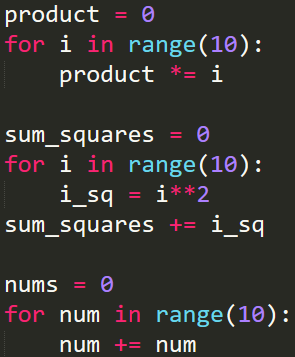 product = 0
for i in range(10):
    product *= i

sum_squares = 0
for i in range(10):
    i_sq = i**2
sum_squares += i_sq

nums = 0
for num in range(10):
    num += num